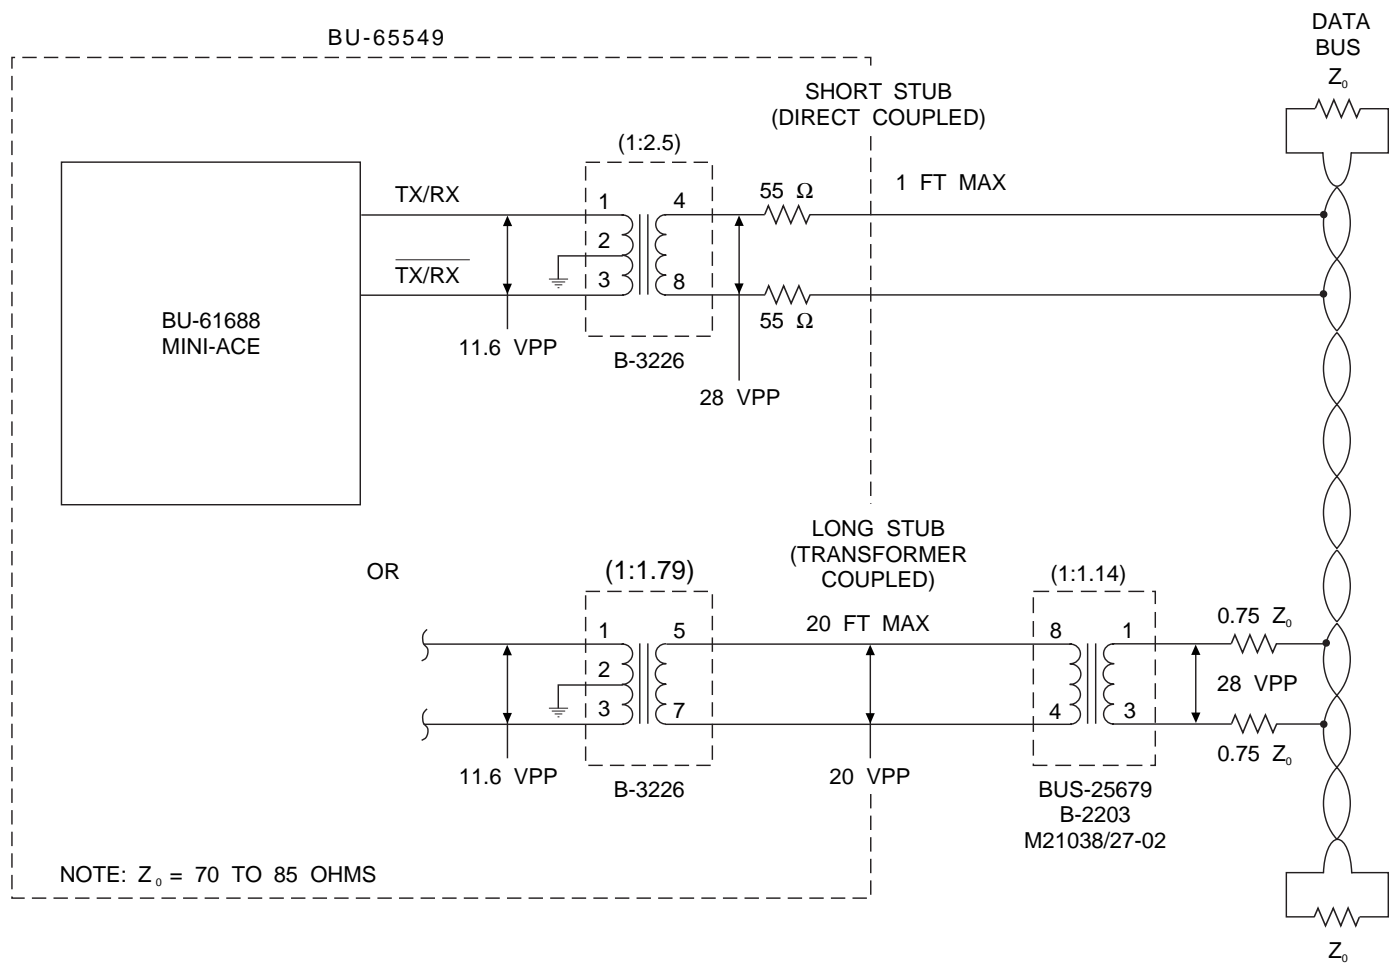 BU-65549
DATA
BUS
Z₀
SHORT STUB
(DIRECT COUPLED)
(1:2.5)
1 FT MAX
TX/RX
1
4
55 Ω
2
TX/RX
3
8
55 Ω
BU-61688
MINI-ACE
11.6 VPP
B-3226
28 VPP
LONG STUB
(TRANSFORMER
COUPLED)
OR
(1:1.79)
(1:1.14)
20 FT MAX
0.75 Z₀
1
5
8
1
2
28 VPP
3
7
4
3
0.75 Z₀
11.6 VPP
B-3226
20 VPP
BUS-25679
B-2203
M21038/27-02
NOTE: Z₀ = 70 TO 85 OHMS
Z₀